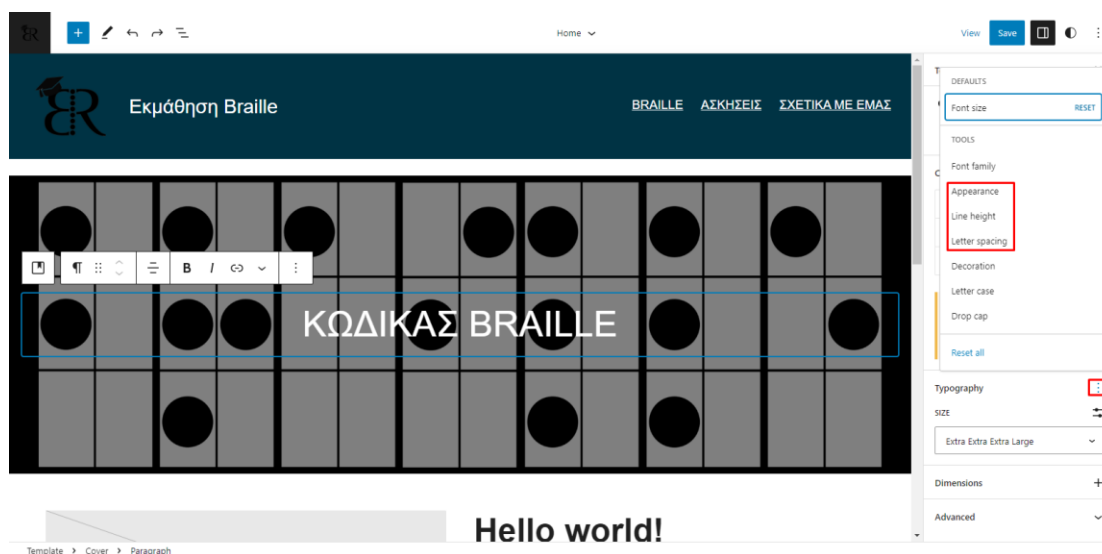 Home
View
Save
Εκμάθηση Braille
BRAILLE
ΑΣΚΗΣΕΙΣ
ΣΧΕΤΙΚΑ ΜΕ ΕΜΑΣ
B I
ΚΩΔΙΚΑΣ BRAILLE
Hello world!
DEFAULTS
Font size RESET
TOOLS
Font family
Appearance
Line height
Letter spacing
Decoration
Letter case
Drop cap
Reset all
Typography
SIZE
Extra Extra Extra Large
Dimensions
Advanced
Template > Cover > Paragraph